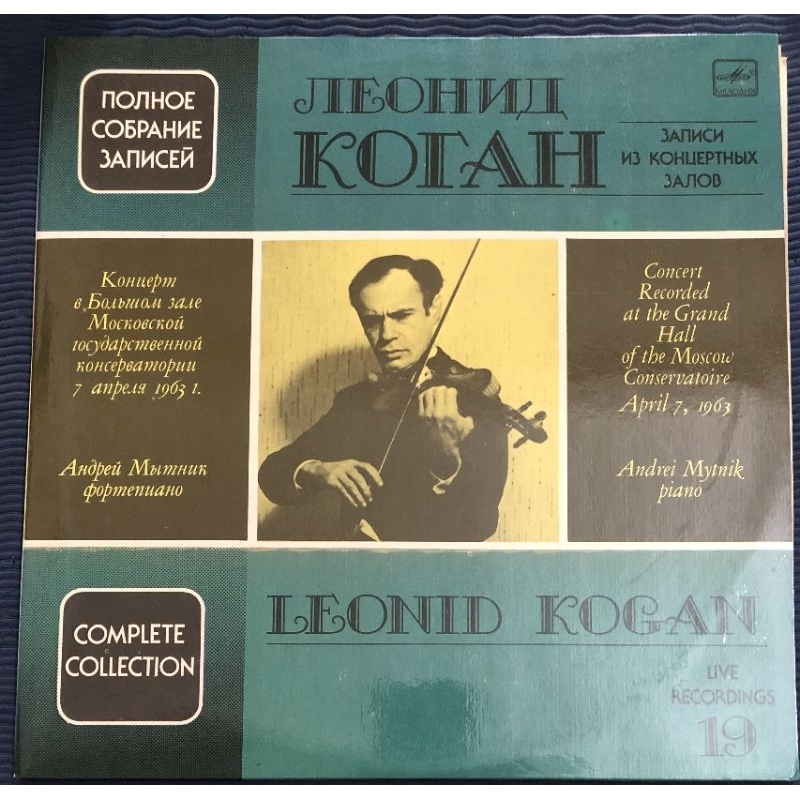 ПОЛНОЕ
СОБРАНИЕ
ЗАПИСЕЙ
ЛЕОНИД
КОГАН
МЕЛОДИЯ
ЗАПИСИ
ИЗ КОНЦЕРТНЫХ
ЗАЛОВ
Концерт
в Большом зале
Московской
государственной
консерватории
7 апреля 1963 г.
Андрей Мытник
фортепиано
Concert
Recorded
at the Grand
Hall
of the Moscow
Conservatoire
April 7, 1963
Andrei Mytnik
piano
COMPLETE
COLLECTION
LEONID KOGAN
LIVE
RECORDINGS
19